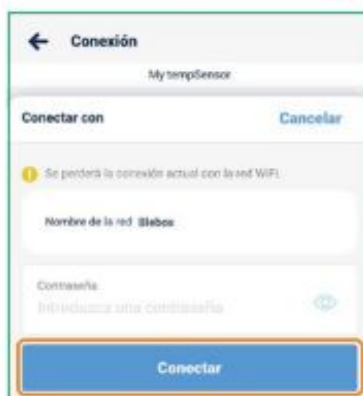 Conexión
My tempSensor
Conectar con Cancelar
Se perderá la conexión actual con la red WiFi.
Nombre de la red Blebox
Contraseña
Introduzca una contraseña
Conectar